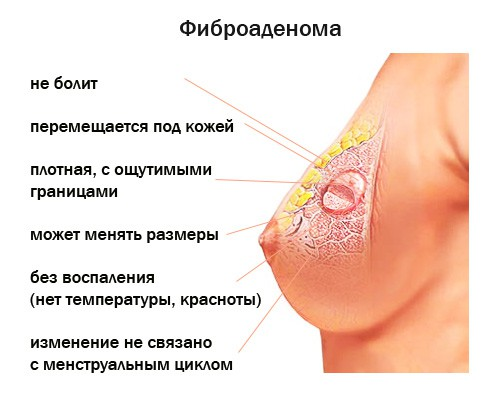 Фиброаденома
не болит
перемещается под кожей
плотная, с ощутимыми
границами
может менять размеры
без воспаления
(нет температуры, красноты)
изменение не связано
с менструальным циклом